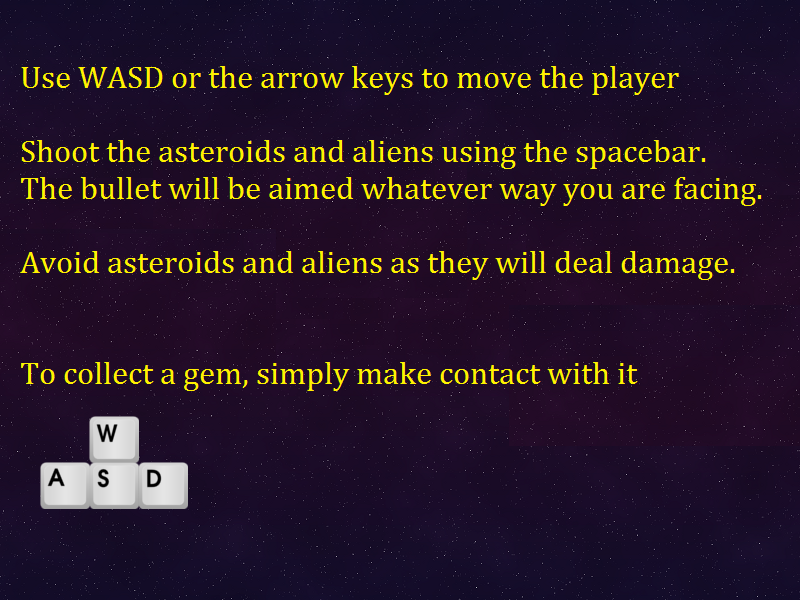 Use WASD or the arrow keys to move the player
Shoot the asteroids and aliens using the spacebar.
The bullet will be aimed whatever way you are facing.
Avoid asteroids and aliens as they will deal damage.
To collect a gem, simply make contact with it
W
A S D